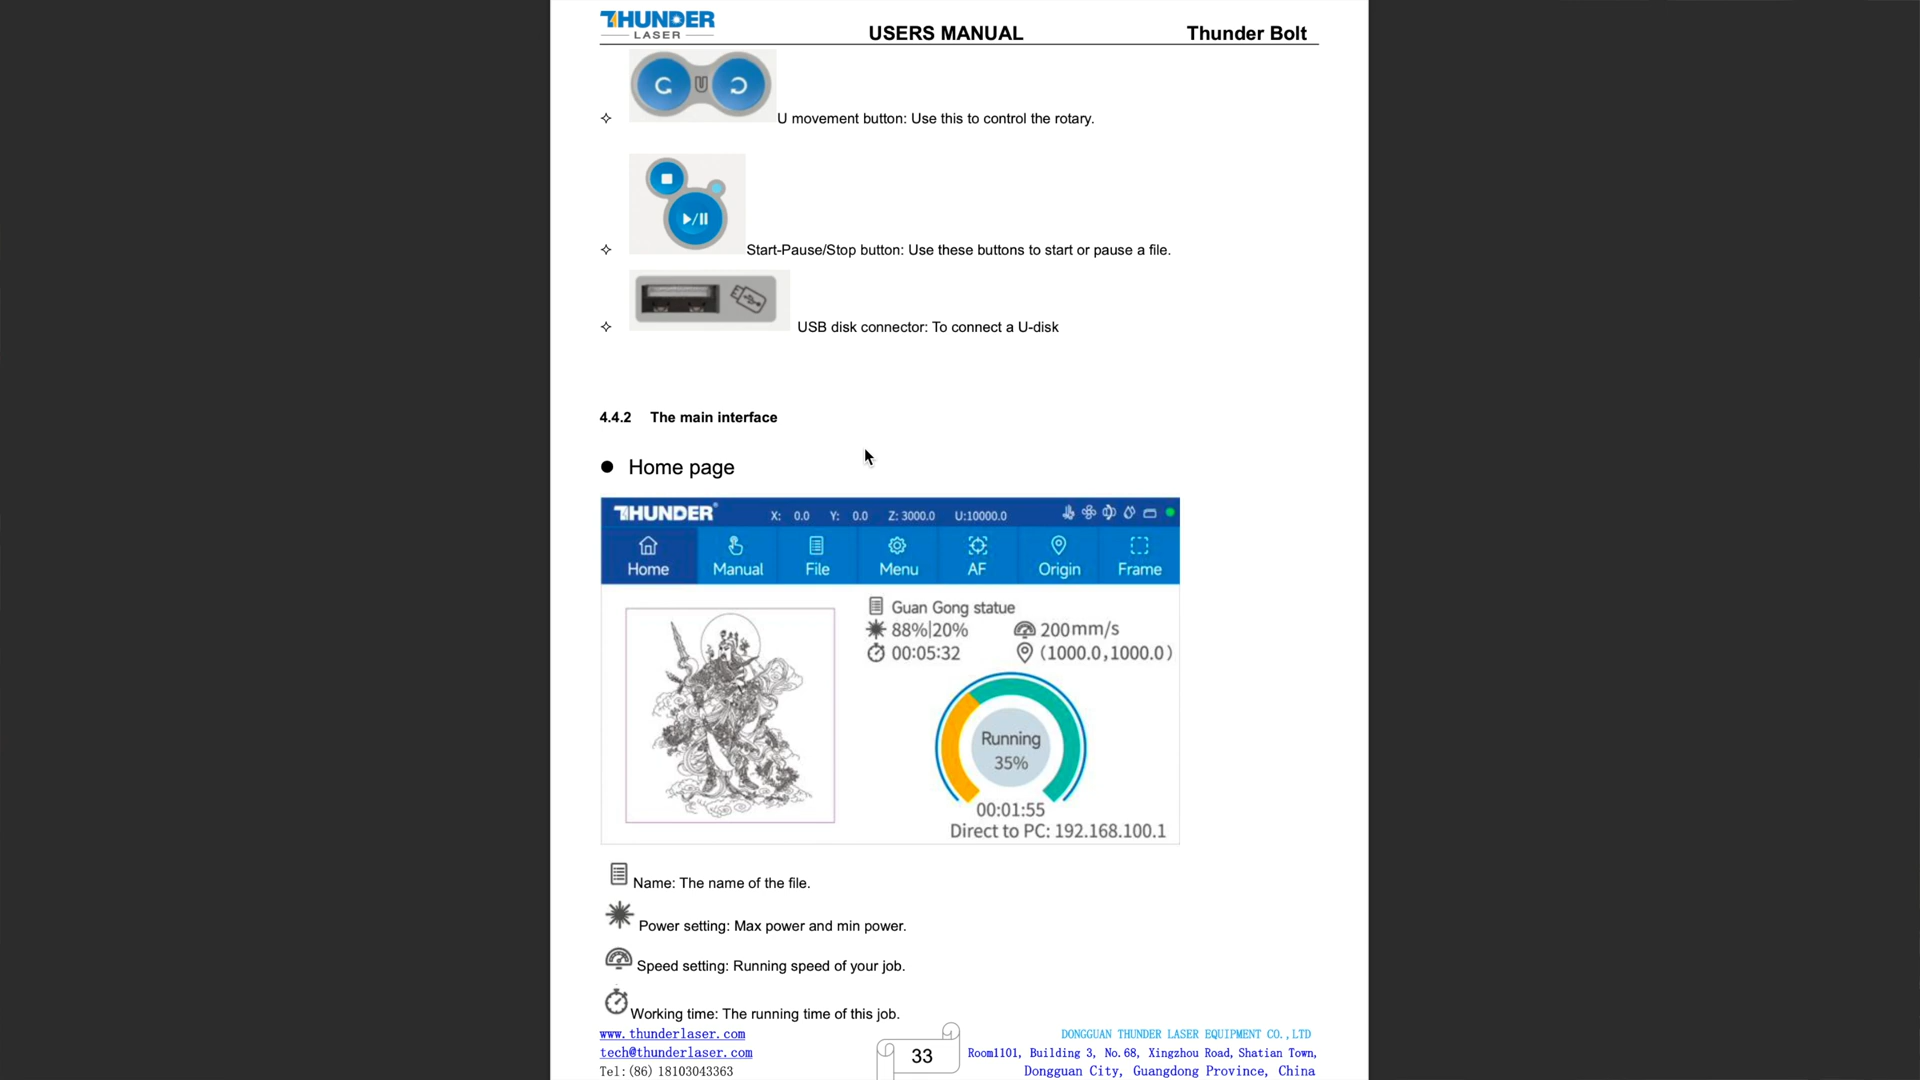 THUNDER
LASER
USERS MANUAL
Thunder Bolt
U
U movement button: Use this to control the rotary.
Start-Pause/Stop button: Use these buttons to start or pause a file.
USB disk connector: To connect a U-disk
4.4.2 The main interface
● Home page
THUNDER® X: 0.0 Y: 0.0 Z: 3000.0 U:10000.0
Home Manual File Menu AF Origin Frame
Guan Gong statue
88%|20% 200mm/s
00:05:32 (1000.0,1000.0)
Running
35%
00:01:55
Direct to PC: 192.168.100.1
Name: The name of the file.
Power setting: Max power and min power.
Speed setting: Running speed of your job.
Working time: The running time of this job.
www.thunderlaser.com
tech@thunderlaser.com
Tel:(86) 18103043363
33
DONGGUAN THUNDER LASER EQUIPMENT CO.,LTD
Room1101, Building 3, No.68, Xingzhou Road, Shatian Town,
Dongguan City, Guangdong Province, China